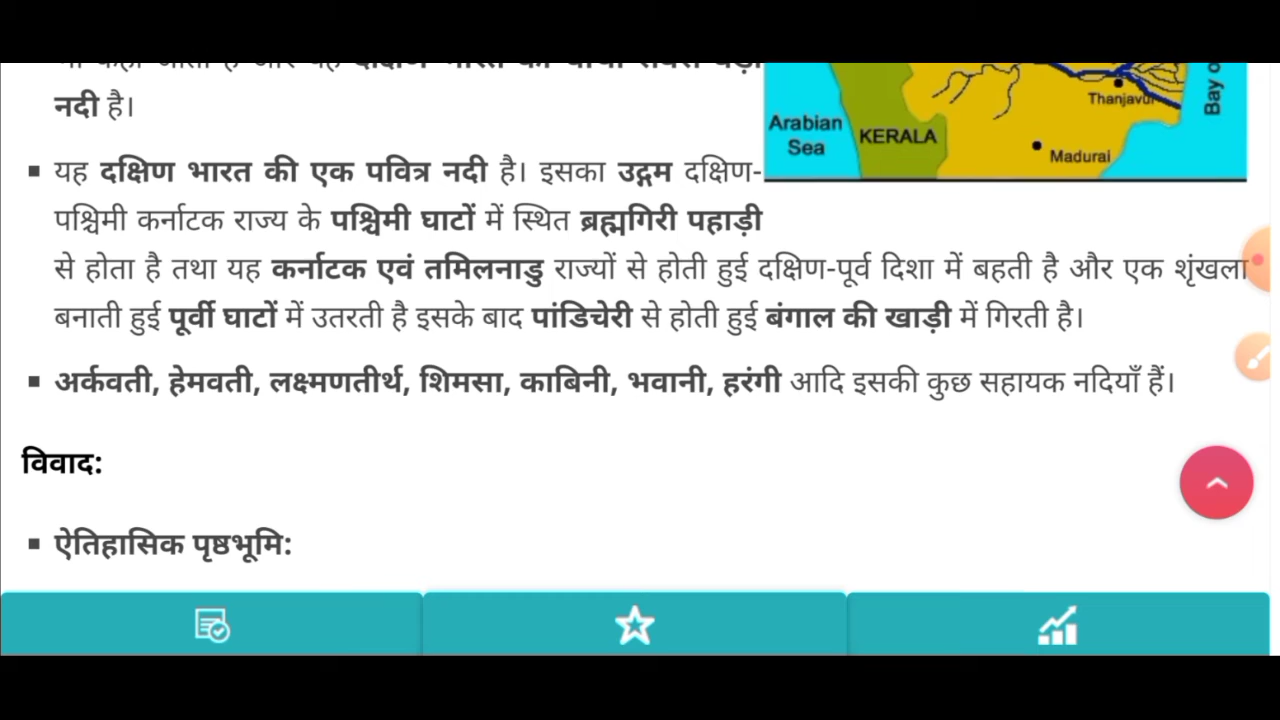 नदी है।
Thanjavur
Bay o
Arabian
Sea
KERALA
Madurai
▪ यह दक्षिण भारत की एक पवित्र नदी है। इसका उद्गम दक्षिण-
पश्चिमी कर्नाटक राज्य के पश्चिमी घाटों में स्थित ब्रह्मगिरी पहाड़ी
से होता है तथा यह कर्नाटक एवं तमिलनाडु राज्यों से होती हुई दक्षिण-पूर्व दिशा में बहती है और एक शृंखला
बनाती हुई पूर्वी घाटों में उतरती है इसके बाद पांडिचेरी से होती हुई बंगाल की खाड़ी में गिरती है।
▪ अर्कवती, हेमवती, लक्ष्मणतीर्थ, शिमसा, काबिनी, भवानी, हरंगी आदि इसकी कुछ सहायक नदियाँ हैं।
विवाद:
▪ ऐतिहासिक पृष्ठभूमि: